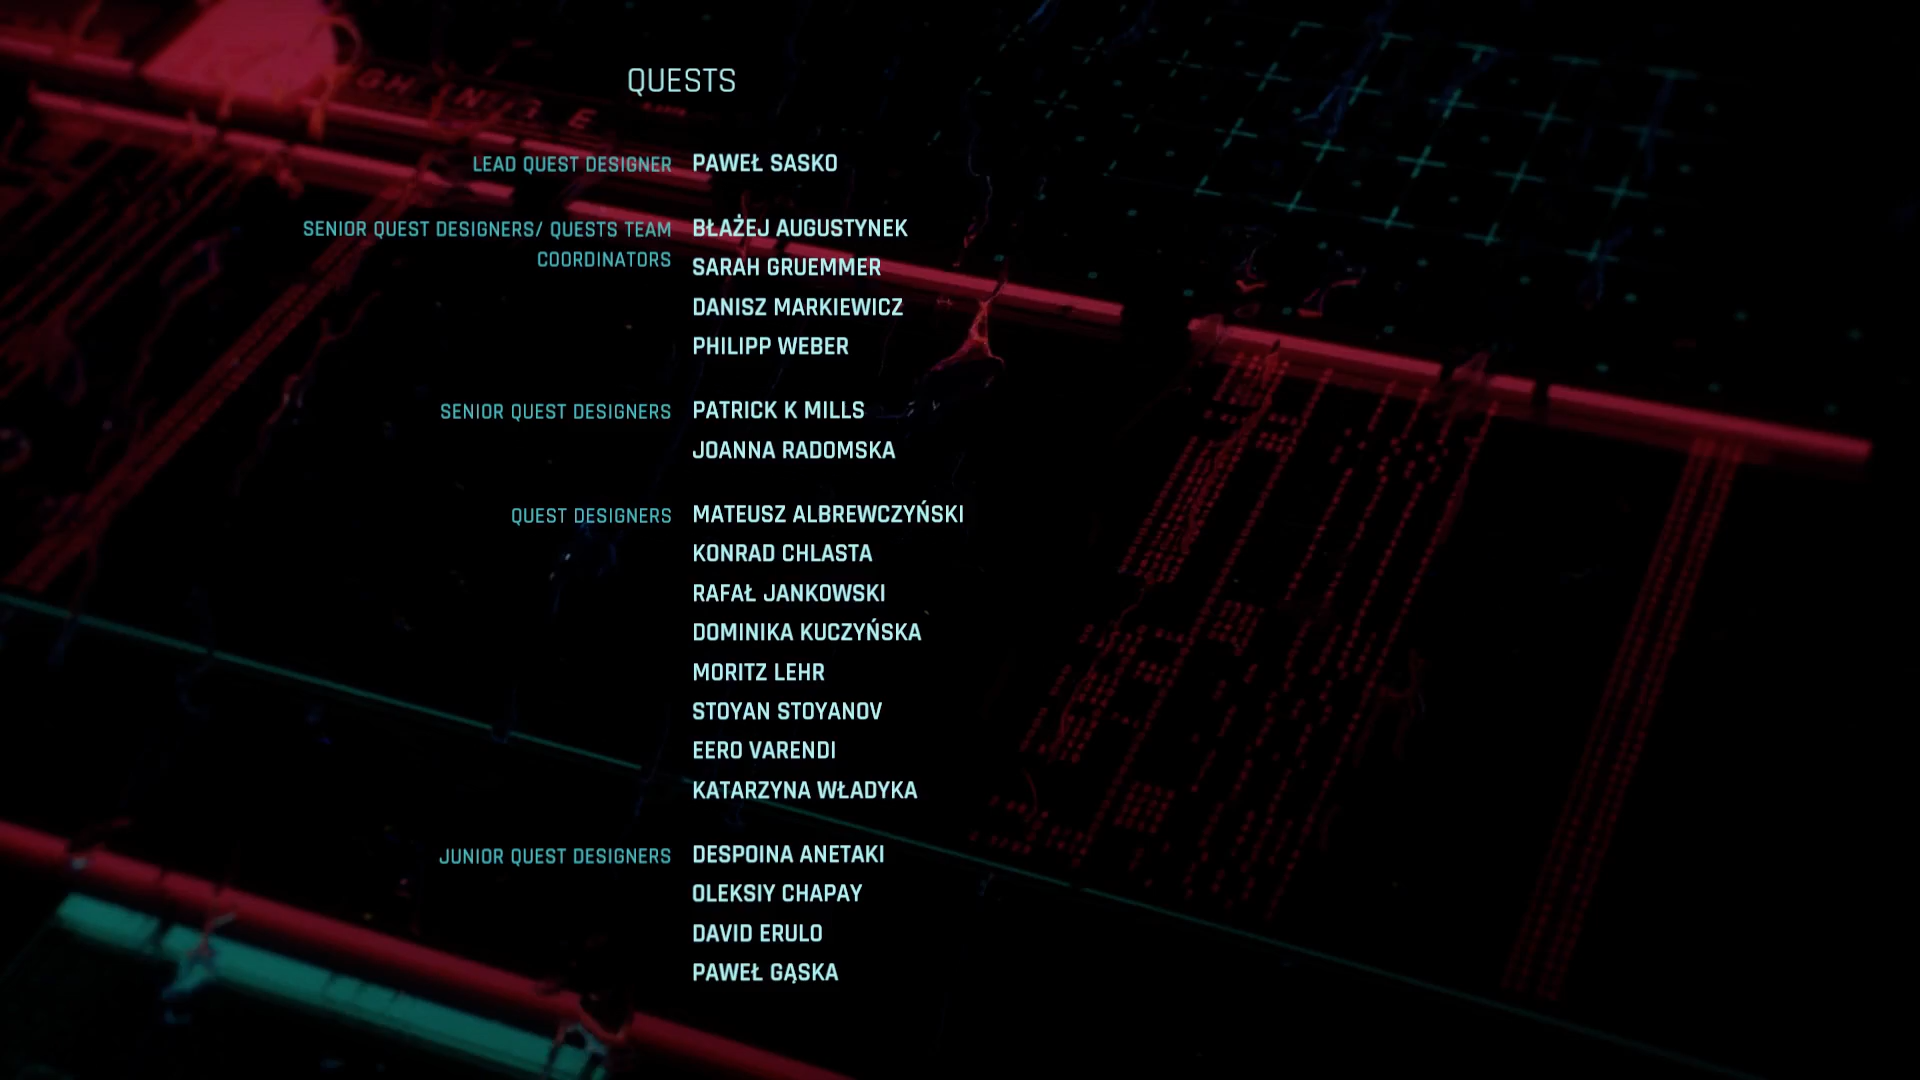 QUESTS
LEAD QUEST DESIGNER PAWEŁ SASKO
SENIOR QUEST DESIGNERS/ QUESTS TEAM COORDINATORS BŁAŻEJ AUGUSTYNEK
SARAH GRUEMMER
DANISZ MARKIEWICZ
PHILIPP WEBER
SENIOR QUEST DESIGNERS PATRICK K MILLS
JOANNA RADOMSKA
QUEST DESIGNERS MATEUSZ ALBREWCZYŃSKI
KONRAD CHLASTA
RAFAŁ JANKOWSKI
DOMINIKA KUCZYŃSKA
MORITZ LEHR
STOYAN STOYANOV
EERO VARENDI
KATARZYNA WŁADYKA
JUNIOR QUEST DESIGNERS DESPOINA ANETAKI
OLEKSIY CHAPAY
DAVID ERULO
PAWEŁ GĄSKA